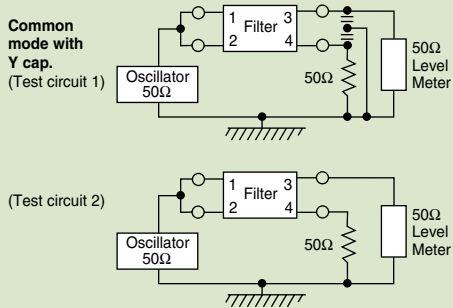 Common
mode with
Y cap.
(Test circuit 1)
1 Filter 3
2 4
Oscillator
50Ω
50Ω
50Ω
Level
Meter
(Test circuit 2)
1 Filter 3
2 4
Oscillator
50Ω
50Ω
50Ω
Level
Meter